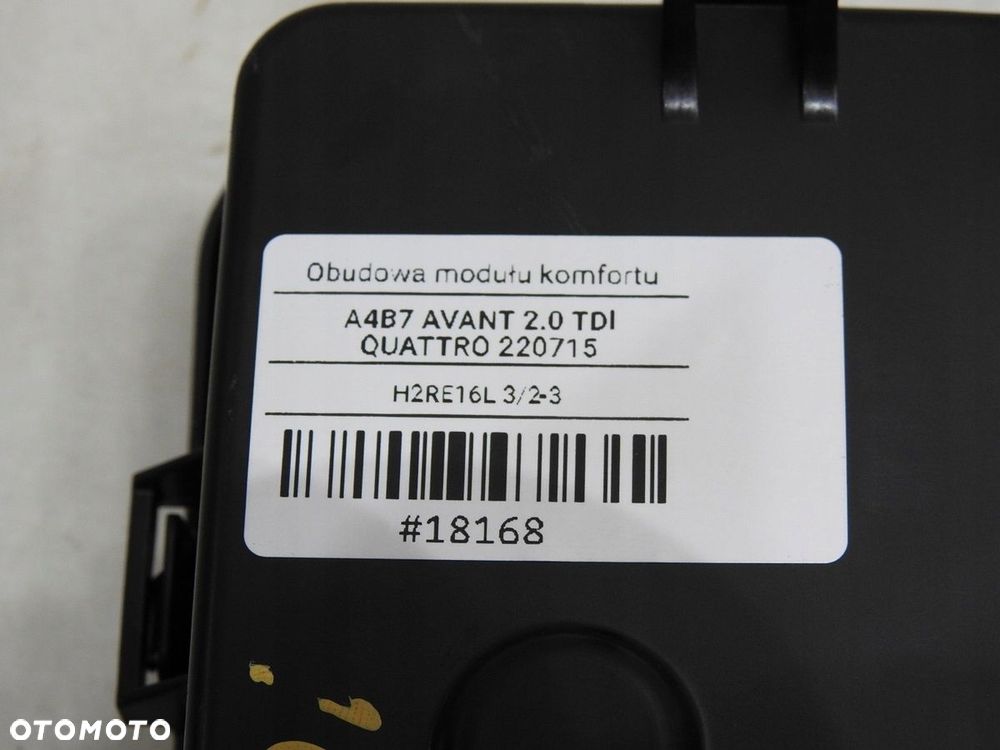 Obudowa modułu komfortu
A4B7 AVANT 2.0 TDI
QUATTRO 220715
H2RE16L 3/2-3
#18168
OTOMOTO